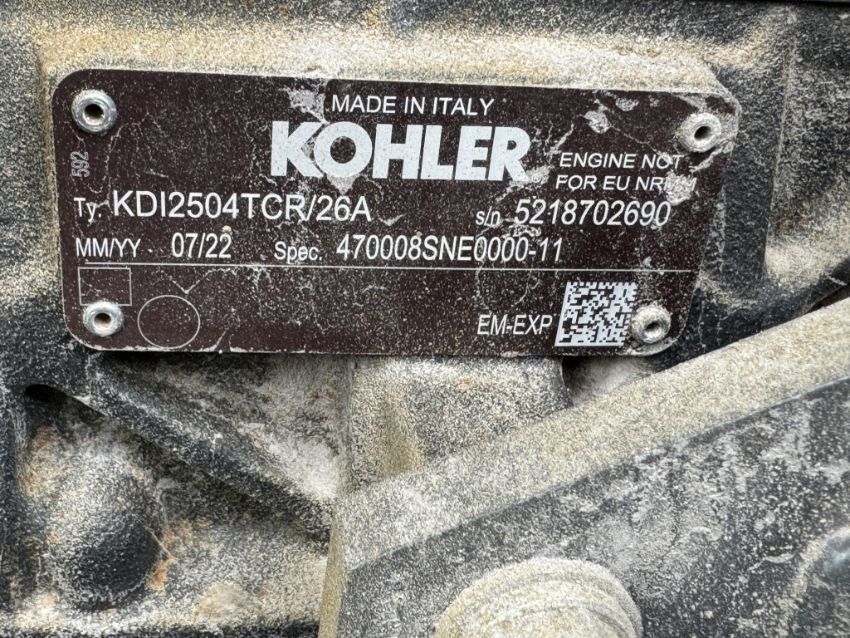 MADE IN ITALY
KOHLER
ENGINE NOT
FOR EU NRMM
592
Ty. KDI2504TCR/26A s/n 5218702690
MM/YY 07/22 Spec. 470008SNE0000-11
EM-EXP